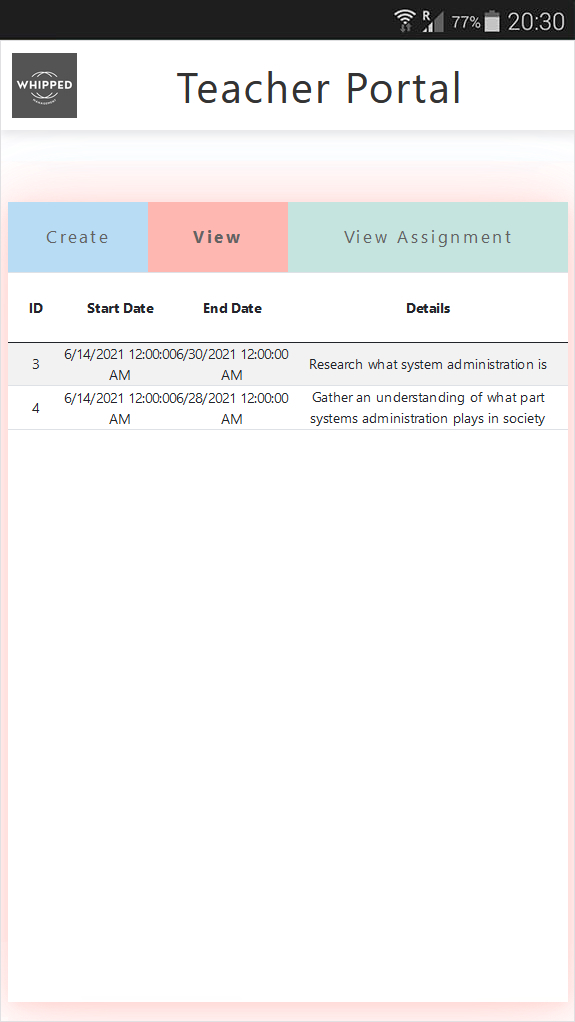 R 77% 20:30
WHIPPED
MANAGEMENT
Teacher Portal
Create View View Assignment
ID Start Date End Date Details
3 6/14/2021 12:00:00 AM 6/30/2021 12:00:00 AM Research what system administration is
4 6/14/2021 12:00:00 AM 6/28/2021 12:00:00 AM Gather an understanding of what part
systems administration plays in society